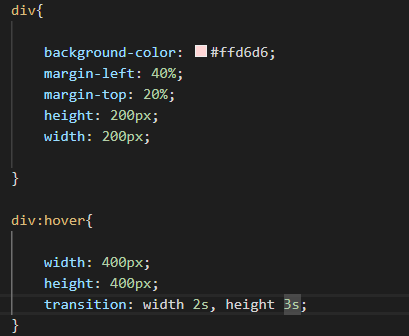 div{
background-color: #ffd6d6;
margin-left: 40%;
margin-top: 20%;
height: 200px;
width: 200px;
}
div:hover{
width: 400px;
height: 400px;
transition: width 2s, height 3s;
}